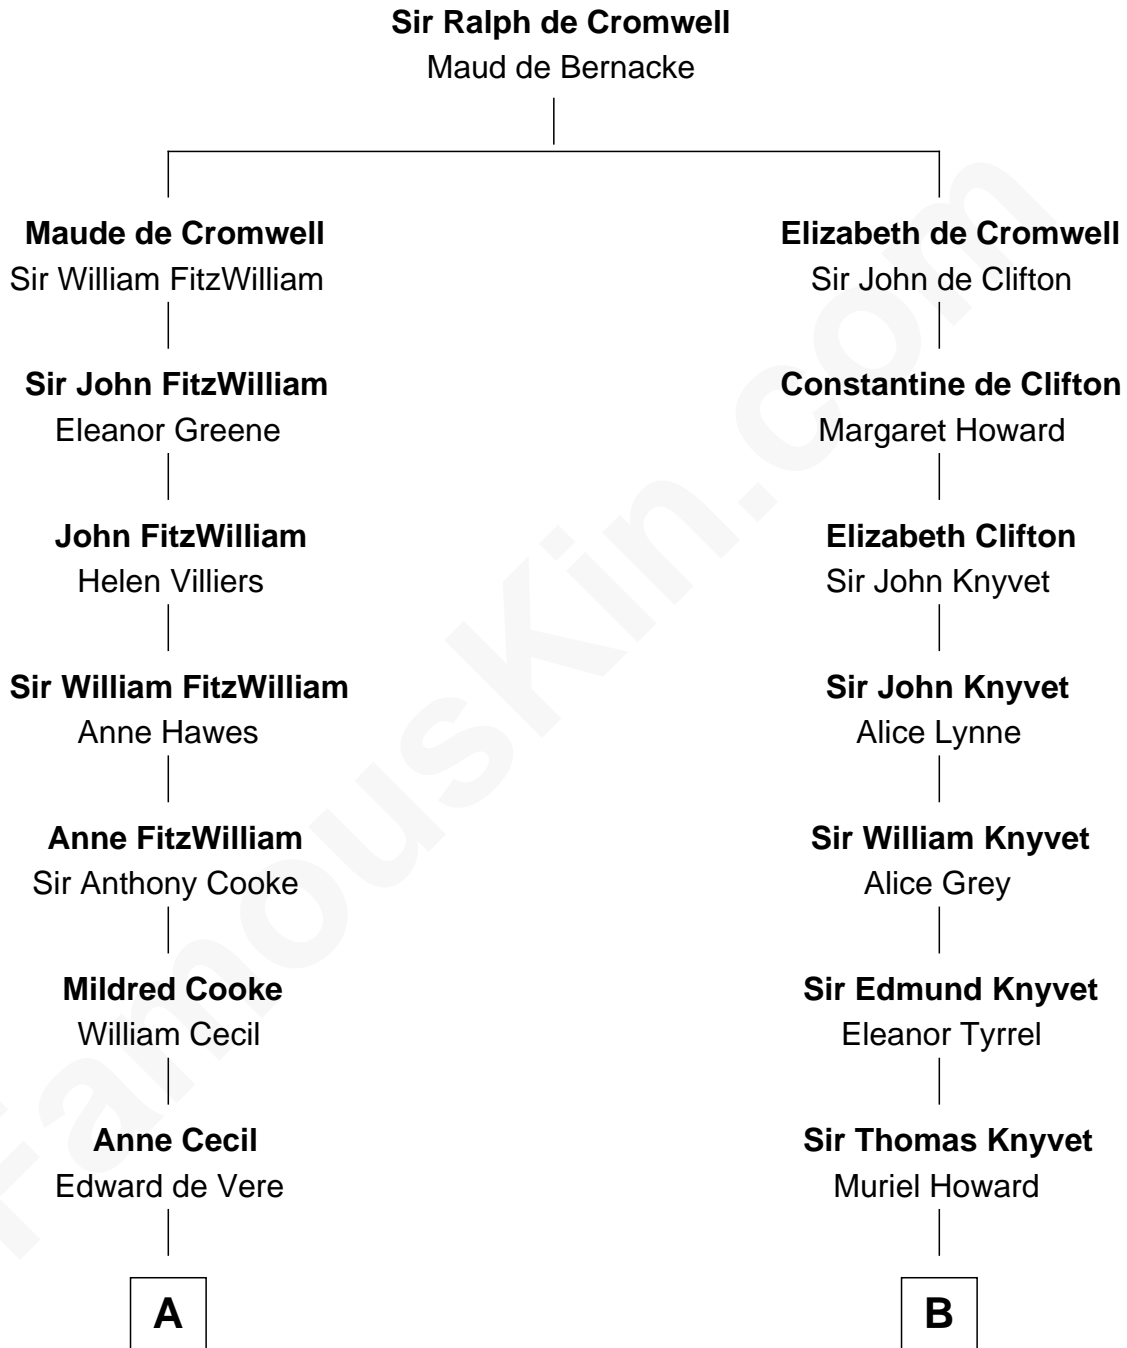 Sir Ralph de Cromwell
Maud de Bernacke
Maude de Cromwell
Sir William FitzWilliam
Elizabeth de Cromwell
Sir John de Clifton
Sir John FitzWilliam
Eleanor Greene
Constantine de Clifton
Margaret Howard
John FitzWilliam
Helen Villiers
Elizabeth Clifton
Sir John Knyvet
Sir William FitzWilliam
Anne Hawes
Sir John Knyvet
Alice Lynne
Anne FitzWilliam
Sir Anthony Cooke
Sir William Knyvet
Alice Grey
Mildred Cooke
William Cecil
Sir Edmund Knyvet
Eleanor Tyrrel
Anne Cecil
Edward de Vere
Sir Thomas Knyvet
Muriel Howard
A
B
FamousKin.com